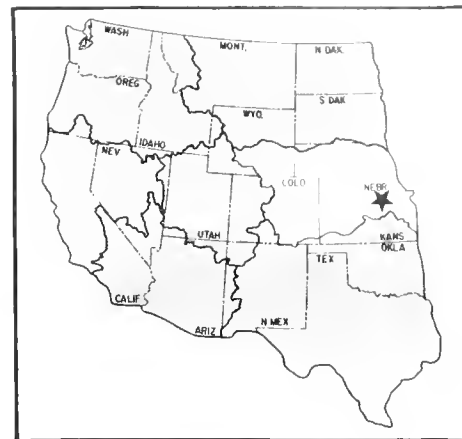 WASH
MONT.
N DAK.
OREG
S DAK
WYO.
IDAHO
NEV
COLO
NEBR
UTAH
KANS
OKLA
TEX
CALIF
ARIZ
N MEX